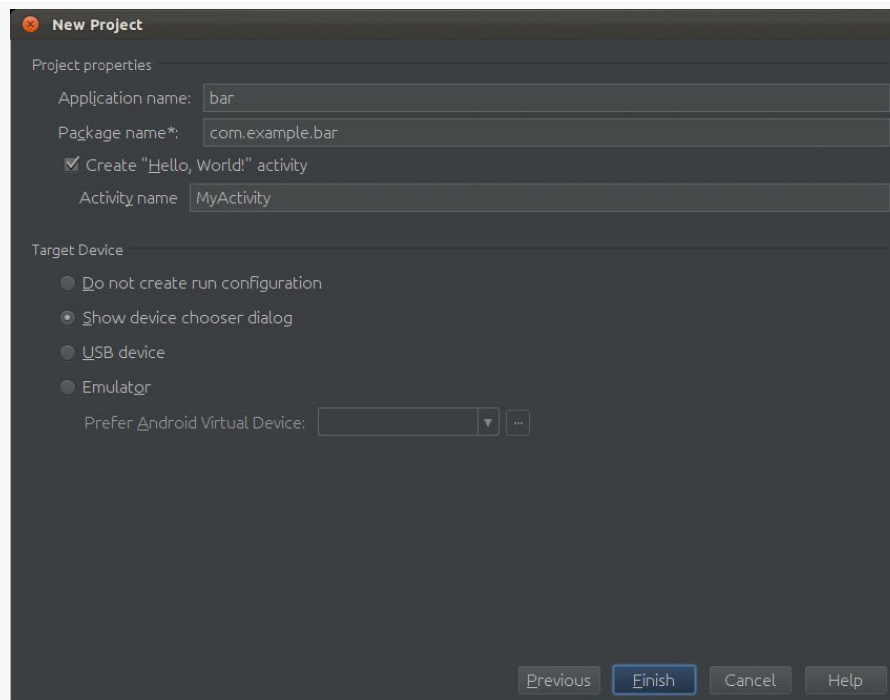 New Project
Project properties
Application name: bar
Package name*: com.example.bar
Create "Hello, World!" activity
Activity name MyActivity
Target Device
Do not create run configuration
Show device chooser dialog
USB device
Emulator
Prefer Android Virtual Device: ...
Previous Finish Cancel Help